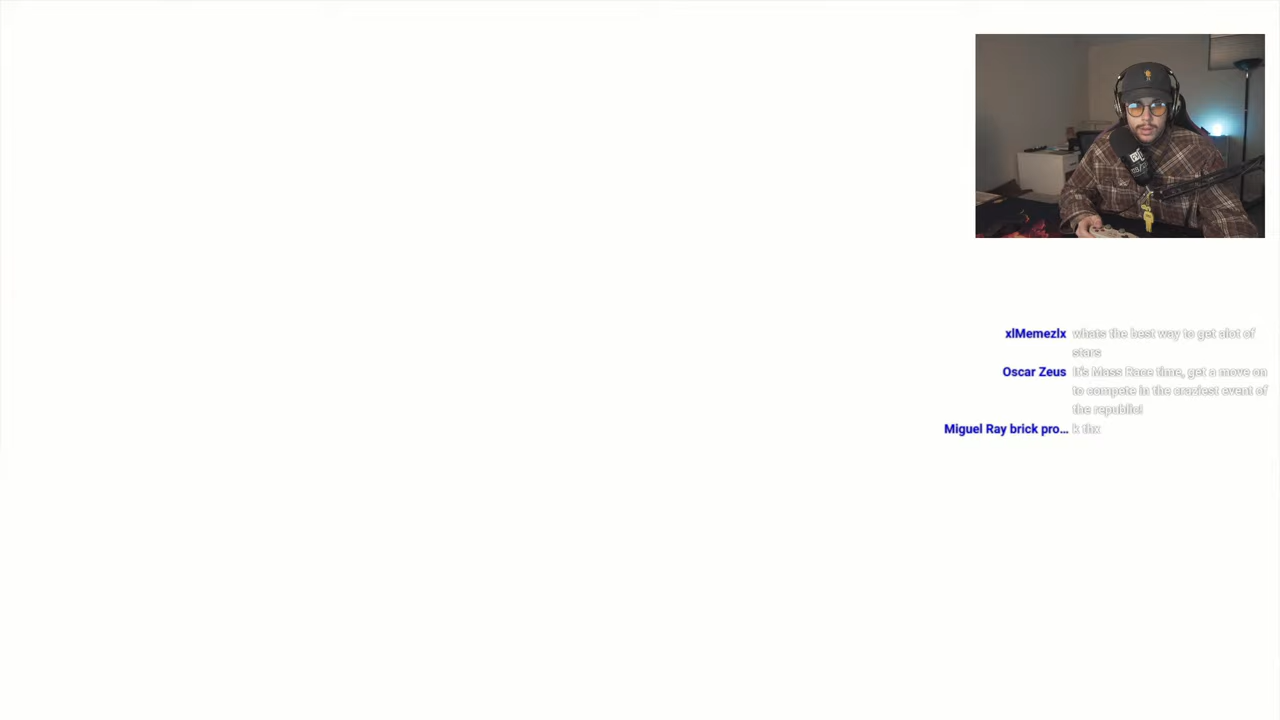 xlMemezlx whats the best way to get alot of
stars
Oscar Zeus It's Mass Race time, get a move on
to compete in the craziest event of
the republic!
Miguel Ray brick pro… k thx